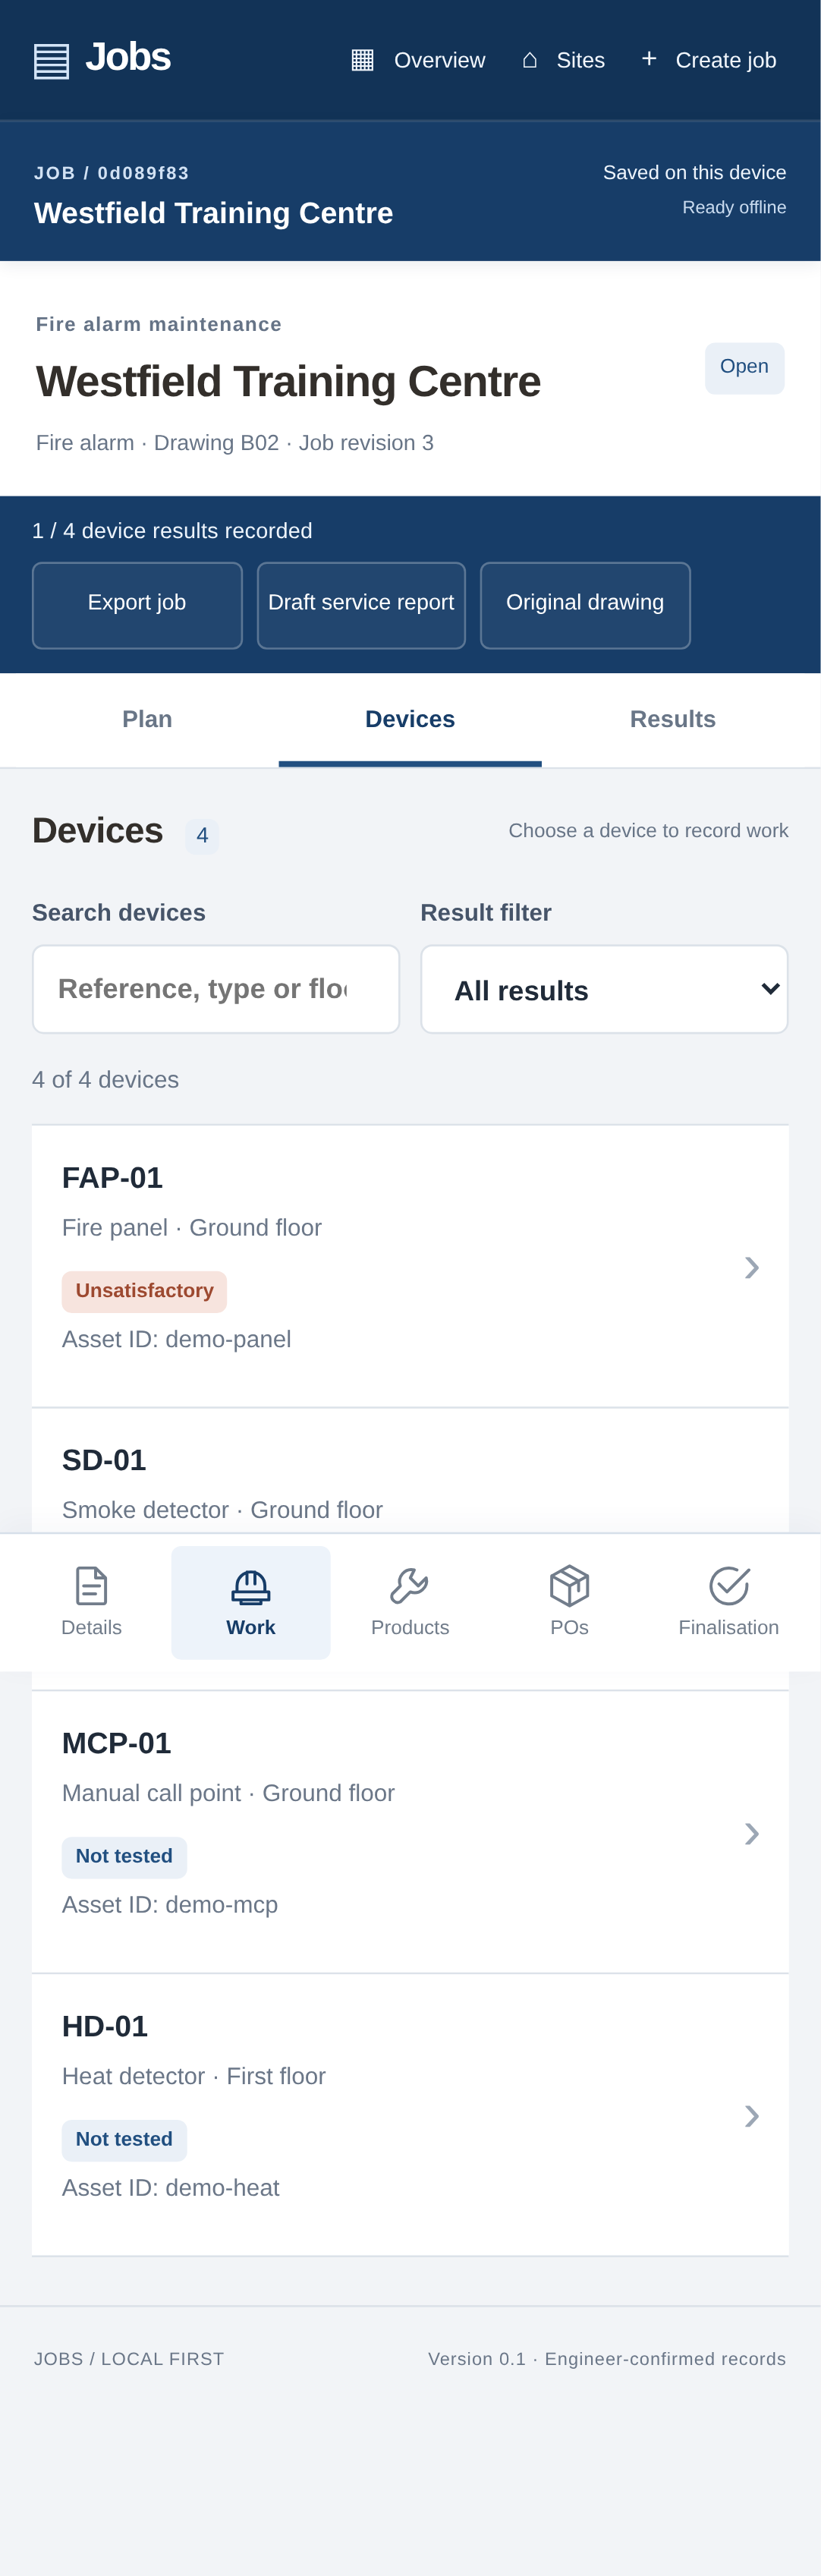 Jobs
Overview
Sites
+ Create job
JOB / 0d089f83
Saved on this device
Westfield Training Centre
Ready offline
Fire alarm maintenance
Westfield Training Centre
Open
Fire alarm · Drawing B02 · Job revision 3
1 / 4 device results recorded
Export job
Draft service report
Original drawing
Plan
Devices
Results
Devices 4
Choose a device to record work
Search devices
Result filter
Reference, type or flo
All results
4 of 4 devices
FAP-01
Fire panel · Ground floor
Unsatisfactory
Asset ID: demo-panel
SD-01
Smoke detector · Ground floor
Details
Work
Products
POs
Finalisation
MCP-01
Manual call point · Ground floor
Not tested
Asset ID: demo-mcp
HD-01
Heat detector · First floor
Not tested
Asset ID: demo-heat
JOBS / LOCAL FIRST
Version 0.1 · Engineer-confirmed records